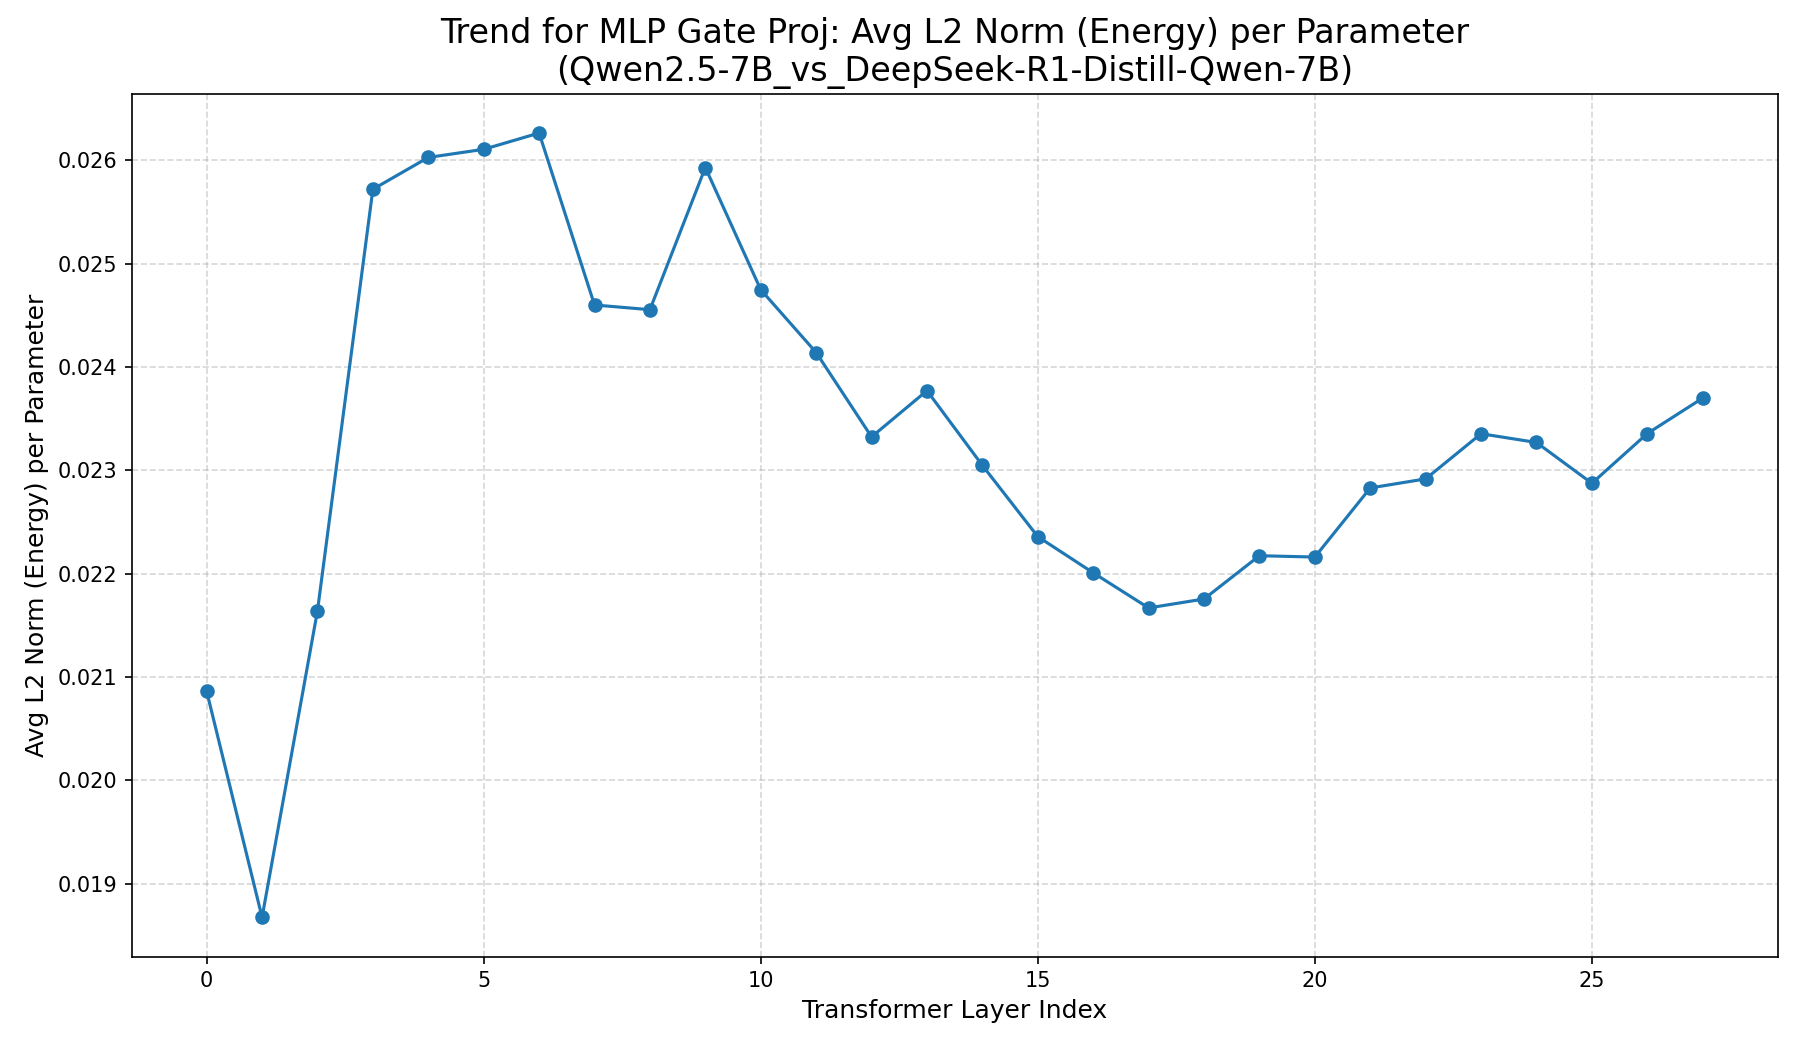 Trend for MLP Gate Proj: Avg L2 Norm (Energy) per Parameter
(Qwen2.5-7B_vs_DeepSeek-R1-Distill-Qwen-7B)
Avg L2 Norm (Energy) per Parameter
0.026
0.025
0.024
0.023
0.022
0.021
0.020
0.019
0 5 10 15 20 25
Transformer Layer Index